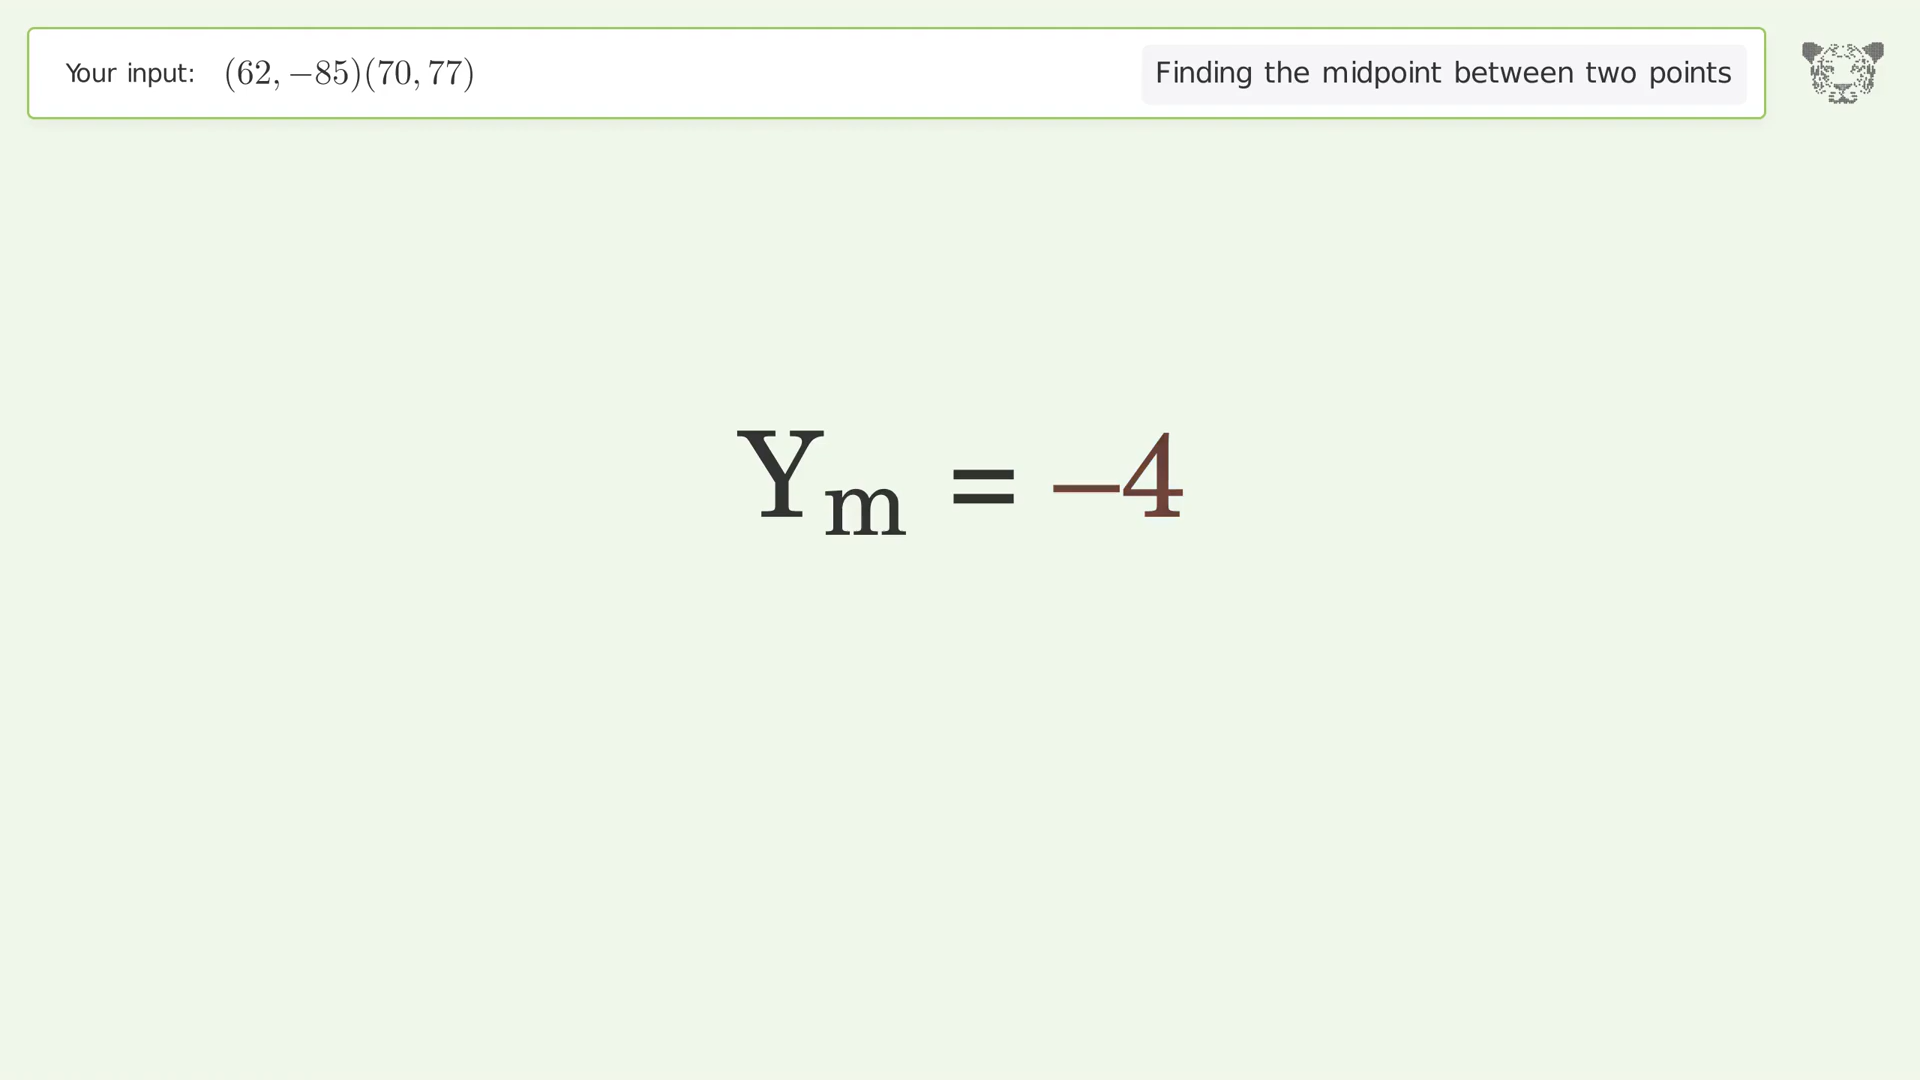 Your input: (62, −85)(70, 77)
Finding the midpoint between two points
Yₘ = −4